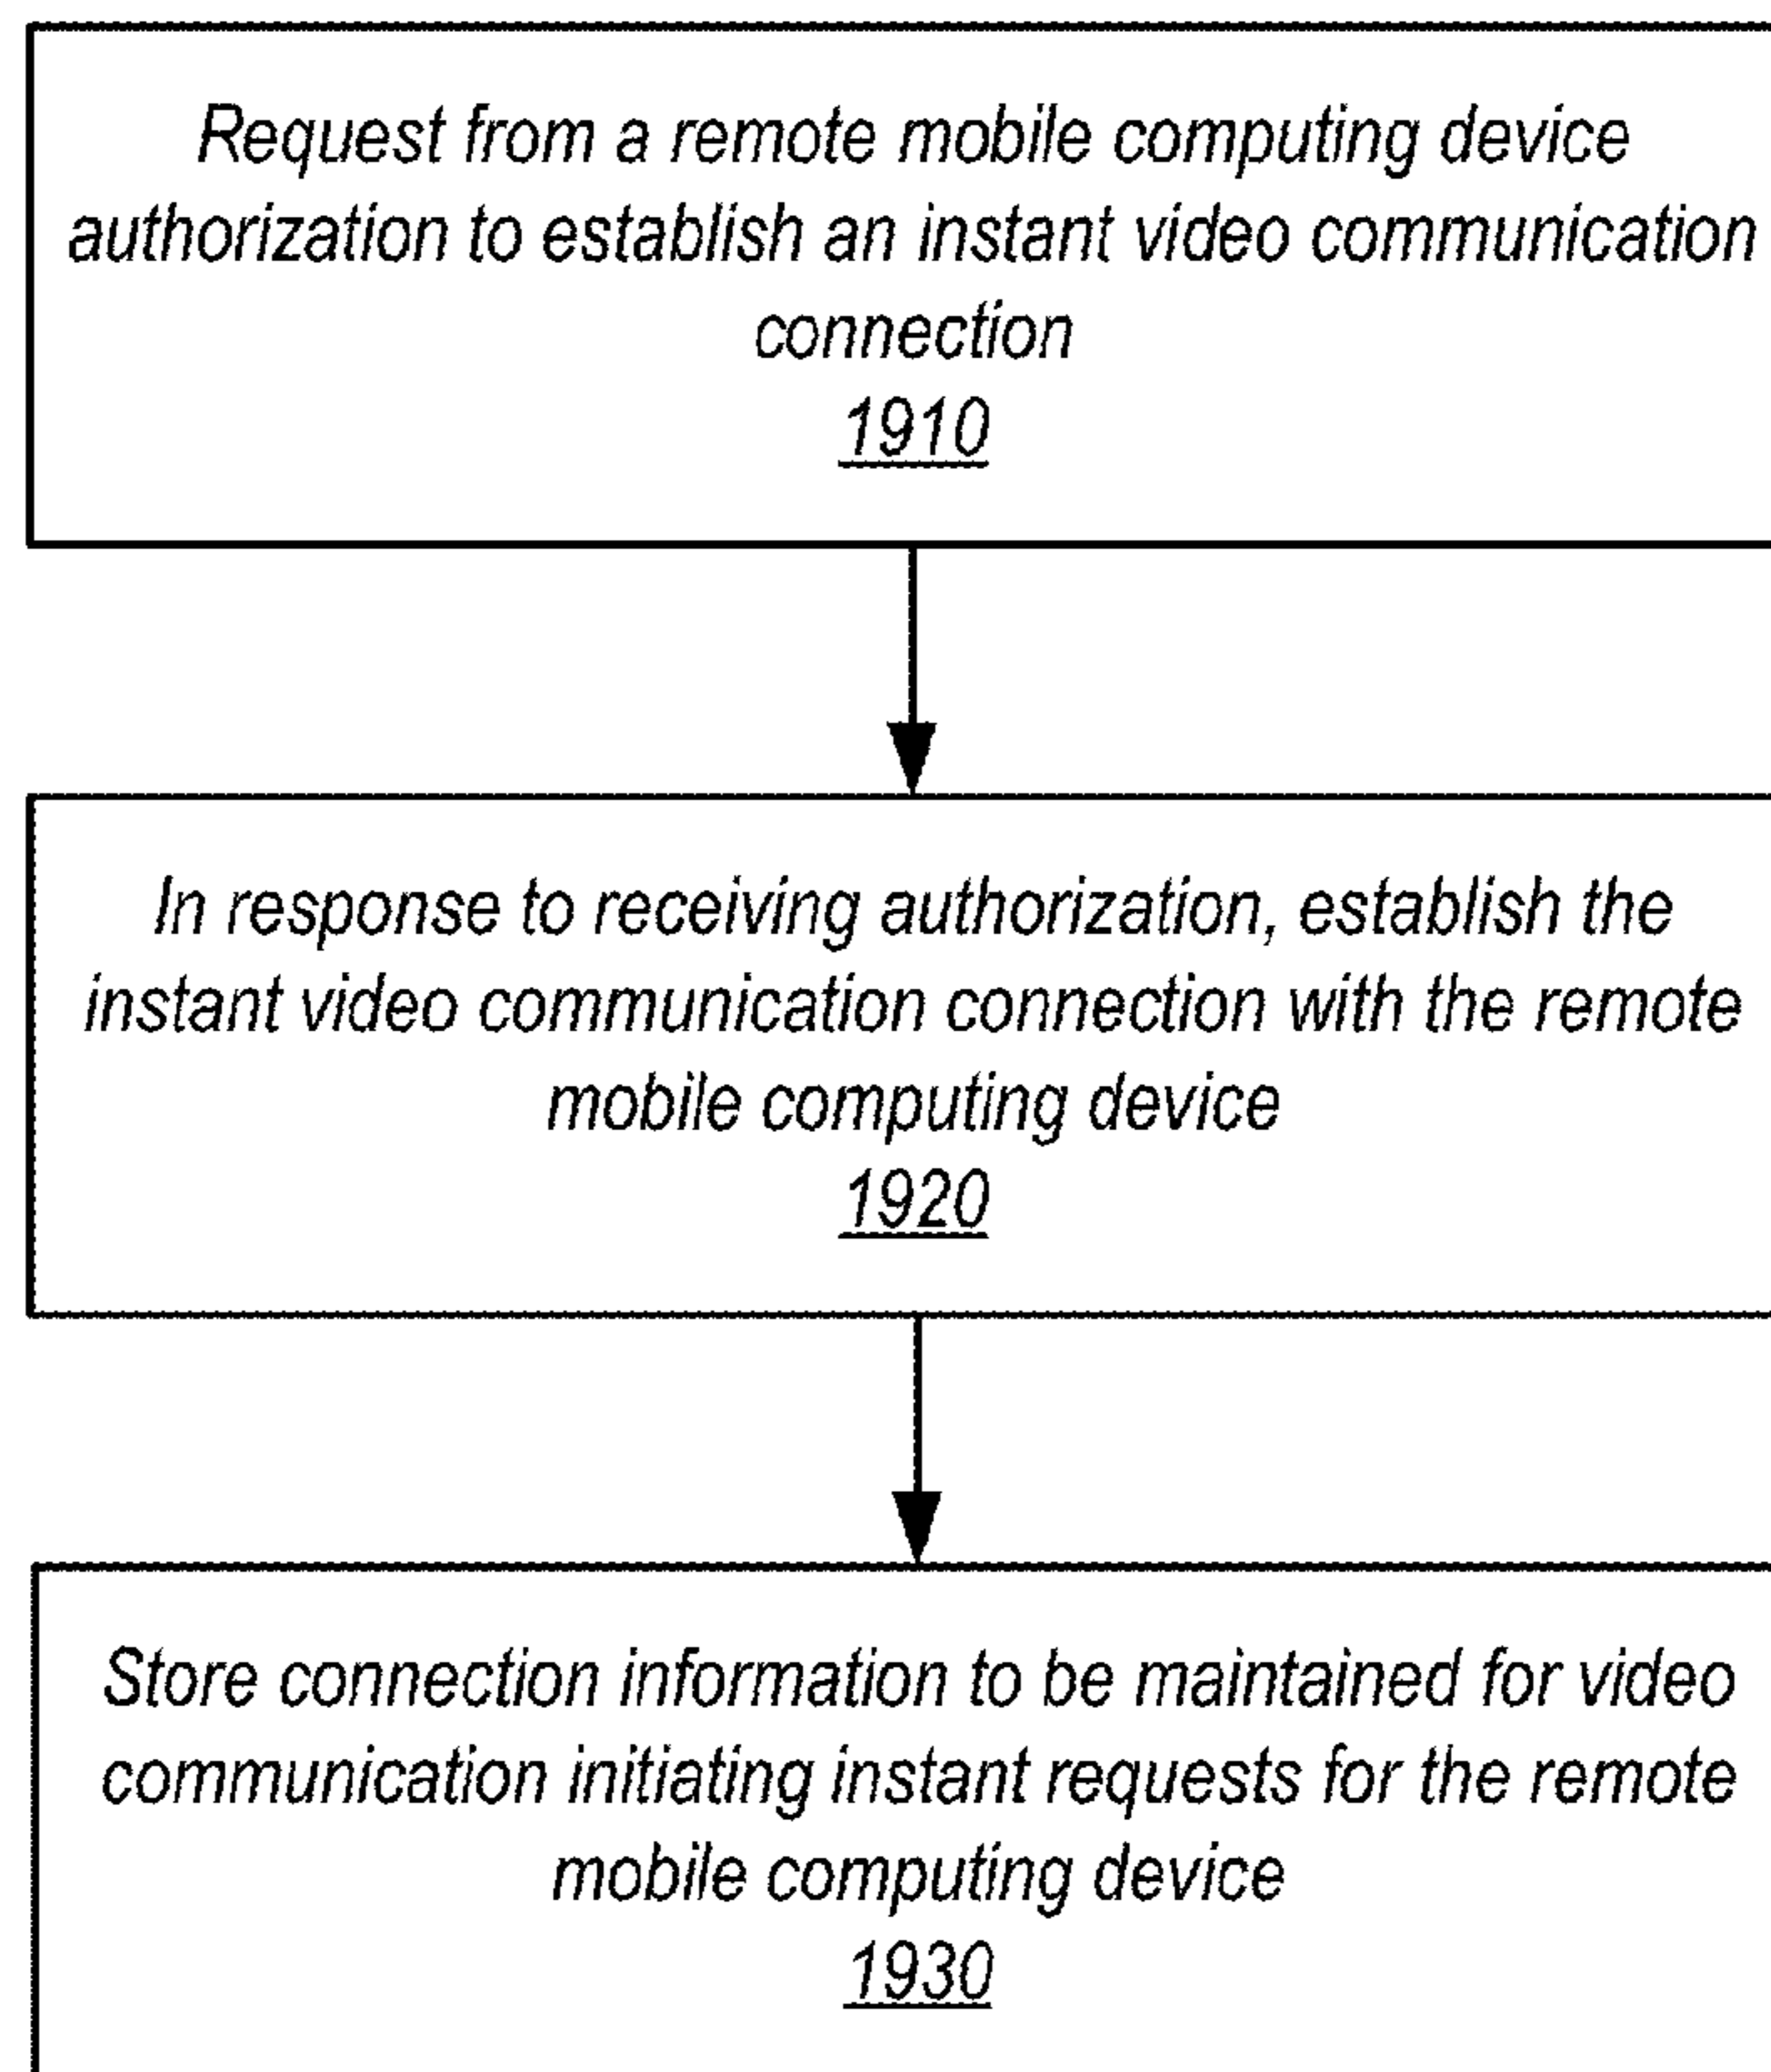 Request from a remote mobile computing device
authorization to establish an instant video communication
connection
1910
In response to receiving authorization, establish the
instant video communication connection with the remote
mobile computing device
1920
Store connection information to be maintained for video
communication initiating instant requests for the remote
mobile computing device
1930